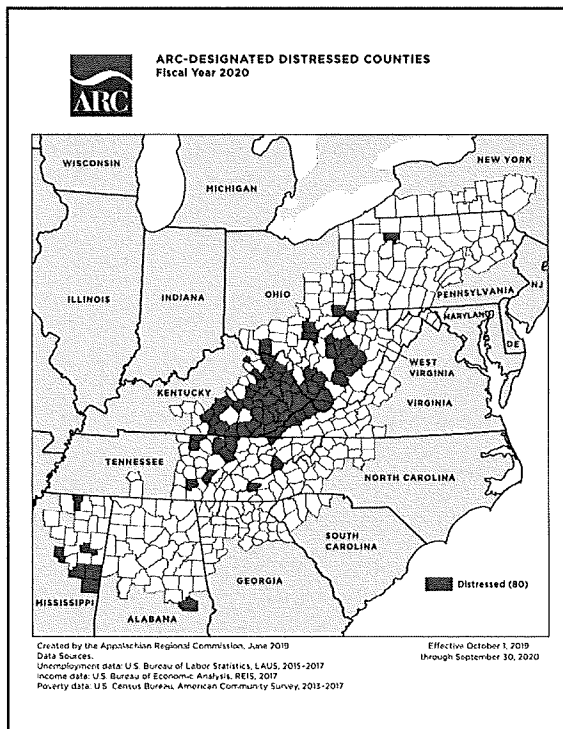 ARC-DESIGNATED DISTRESSED COUNTIES
Fiscal Year 2020
ARC
WISCONSIN
MICHIGAN
NEW YORK
ILLINOIS
INDIANA
OHIO
PENNSYLVANIA
NJ
MARYLAND
DE
WEST
VIRGINIA
KENTUCKY
VIRGINIA
TENNESSEE
NORTH CAROLINA
SOUTH
CAROLINA
GEORGIA
MISSISSIPPI
ALABAMA
Distressed (80)
Created by the Appalachian Regional Commission, June 2019
Data Sources:
Unemployment data: U.S. Bureau of Labor Statistics, LAUS, 2015–2017
Income data: U.S. Bureau of Economic Analysis, REIS, 2017
Poverty data: U.S. Census Bureau, American Community Survey, 2013–2017
Effective October 1, 2019
through September 30, 2020